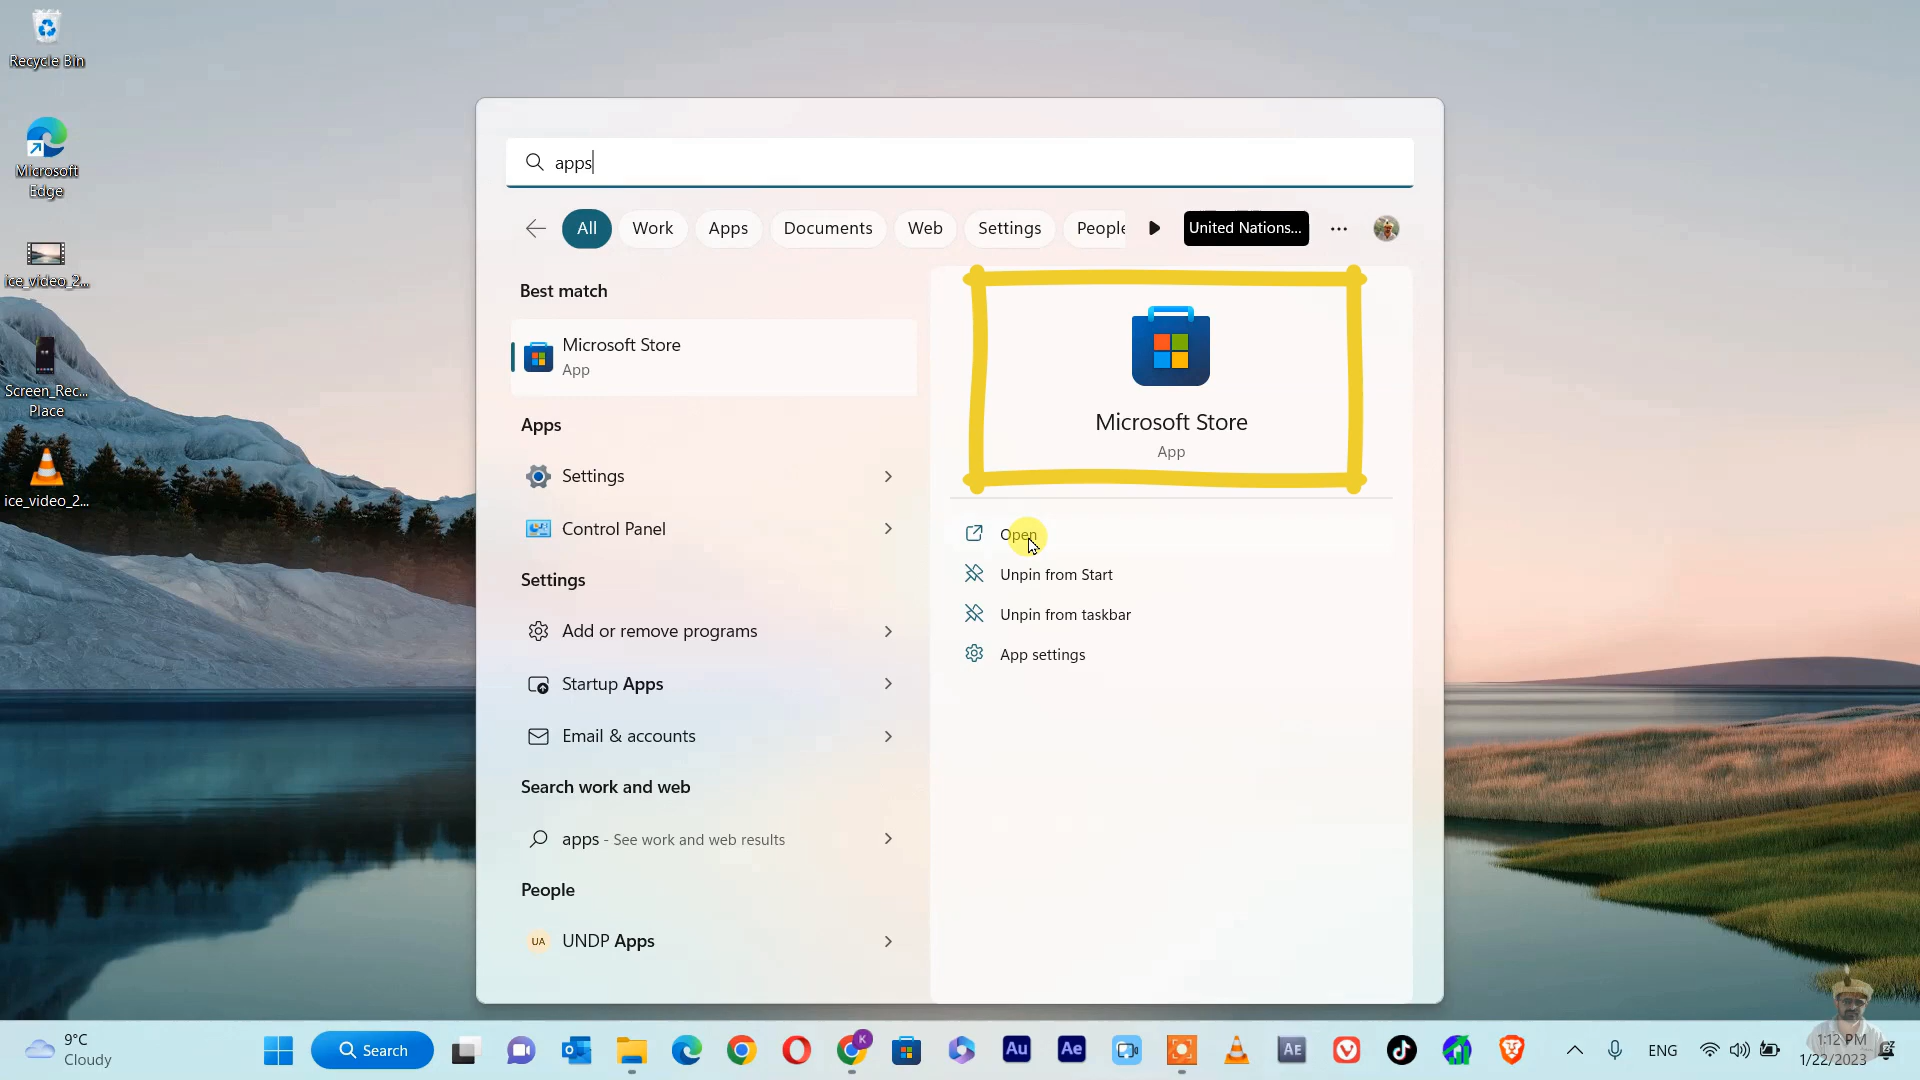 Recycle Bin
Microsoft
Edge
ice_video_2...
Screen_Rec...
Place
ice_video_2...
apps
All
Work
Apps
Documents
Web
Settings
People
United Nations...
Best match
Microsoft Store
App
Apps
Settings
Control Panel
Settings
Add or remove programs
Startup Apps
Email & accounts
Search work and web
apps - See work and web results
People
UA
UNDP Apps
Microsoft Store
App
Open
Unpin from Start
Unpin from taskbar
App settings
9°C
Cloudy
Search
K
Au
Ae
AE
ENG
1:12 PM
1/22/2023